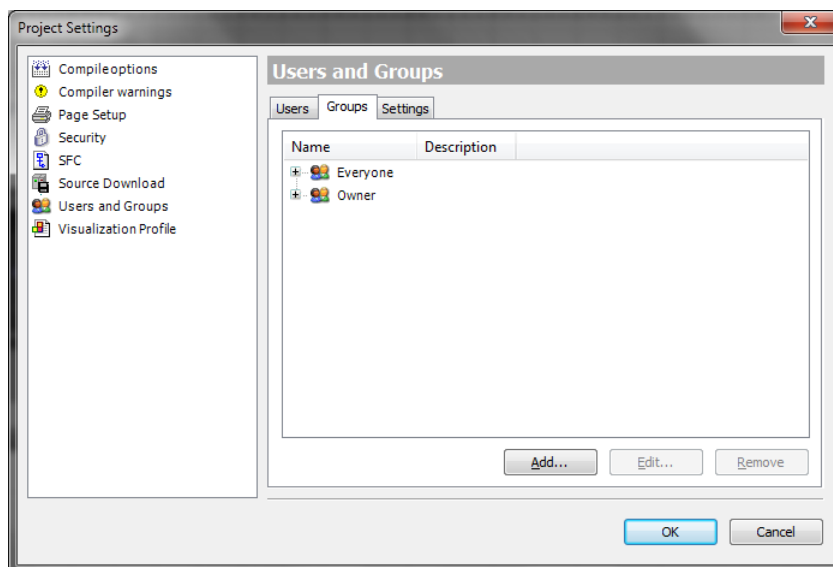 Project Settings
Compileoptions
Compiler warnings
Page Setup
Security
SFC
Source Download
Users and Groups
Visualization Profile
Users and Groups
Users Groups Settings
Name Description
Everyone
Owner
Add... Edit... Remove
OK Cancel